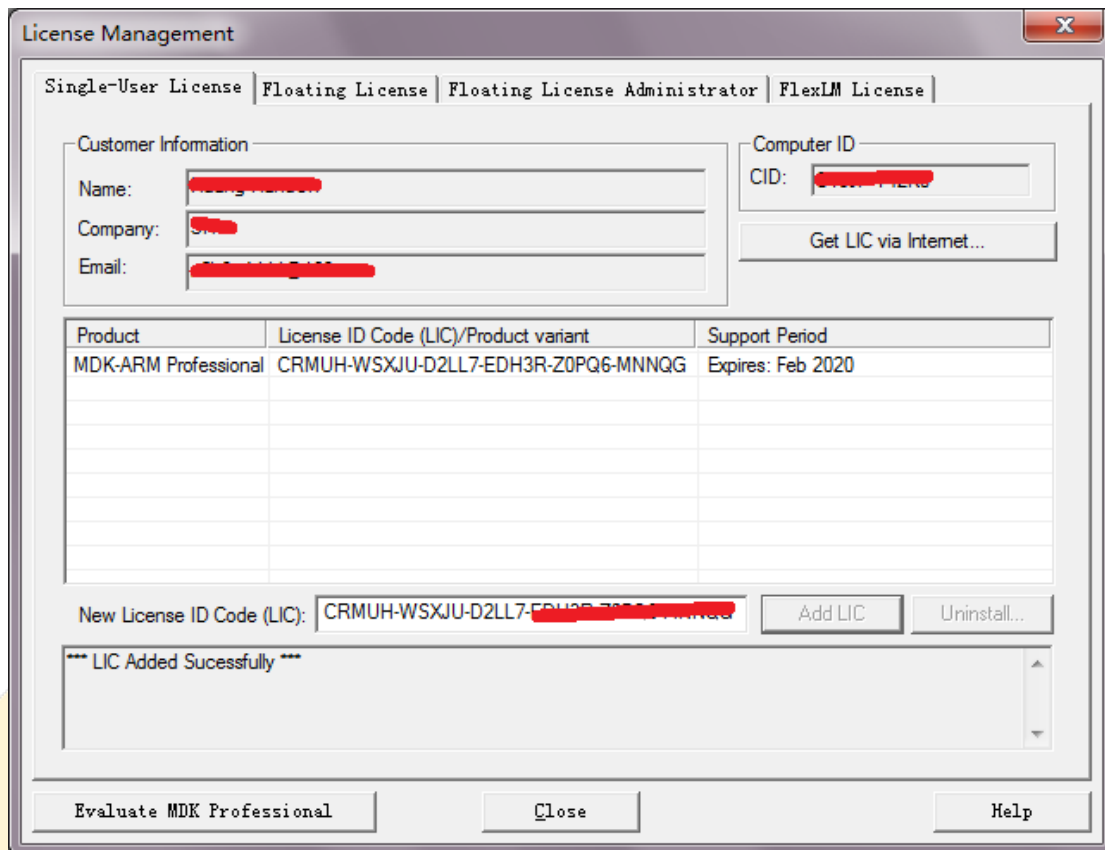 License Management
Single-User License Floating License Floating License Administrator FlexLM License
Customer Information
Computer ID
Name:
CID:
Company:
Get LIC via Internet...
Email:
Product License ID Code (LIC)/Product variant Support Period
MDK-ARM Professional CRMUH-WSXJU-D2LL7-EDH3R-Z0PQ6-MNNQG Expires: Feb 2020
New License ID Code (LIC): CRMUH-WSXJU-D2LL7- Add LIC Uninstall...
*** LIC Added Sucessfully ***
Evaluate MDK Professional Close Help